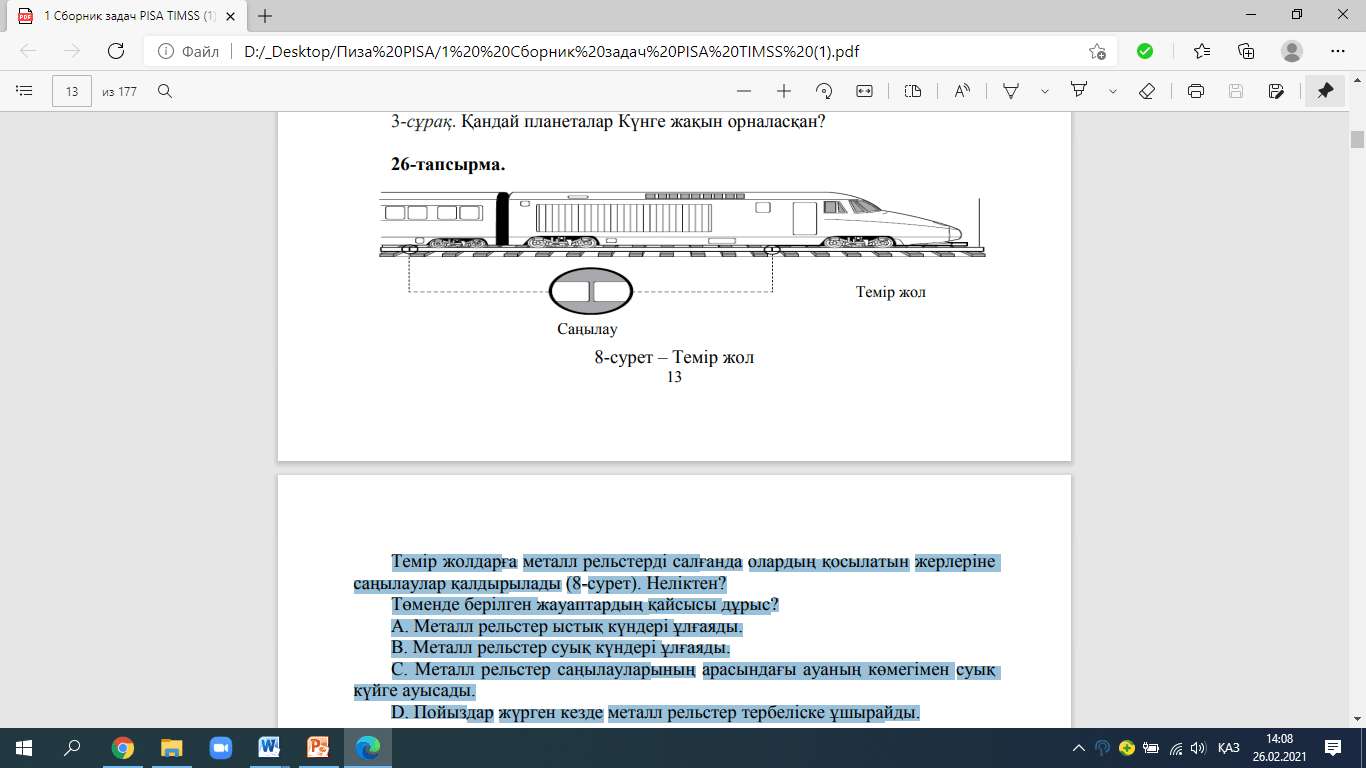 1 Сборник задач PISA TIMSS (1)
Файл
D:/_Desktop/Пиза%20PISA/1%20%20Сборник%20задач%20PISA%20TIMSS%20(1).pdf
13 из 177
3-сұрақ. Қандай планеталар Күнге жақын орналасқан?
26-тапсырма.
Темір жол
Саңылау
8-сурет – Темір жол
13
Темір жолдарға металл рельстерді салғанда олардың қосылатын жерлеріне
саңылаулар қалдырылады (8-сурет). Неліктен?
Төменде берілген жауаптардың қайсысы дұрыс?
A. Металл рельстер ыстық күндері ұлғаяды.
B. Металл рельстер суық күндері ұлғаяды.
C. Металл рельстер саңылауларының арасындағы ауаның көмегімен суық
күйге ауысады.
D. Пойыздар жүрген кезде металл рельстер тербеліске ұшырайды.
ҚАЗ
14:08
26.02.2021